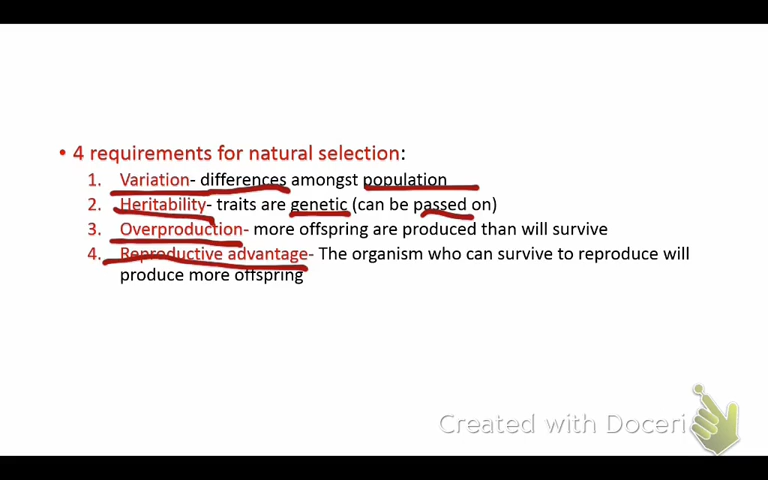 • 4 requirements for natural selection:
1. Variation- differences amongst population
2. Heritability- traits are genetic (can be passed on)
3. Overproduction- more offspring are produced than will survive
4. Reproductive advantage- The organism who can survive to reproduce will
produce more offspring
Created with Doceri